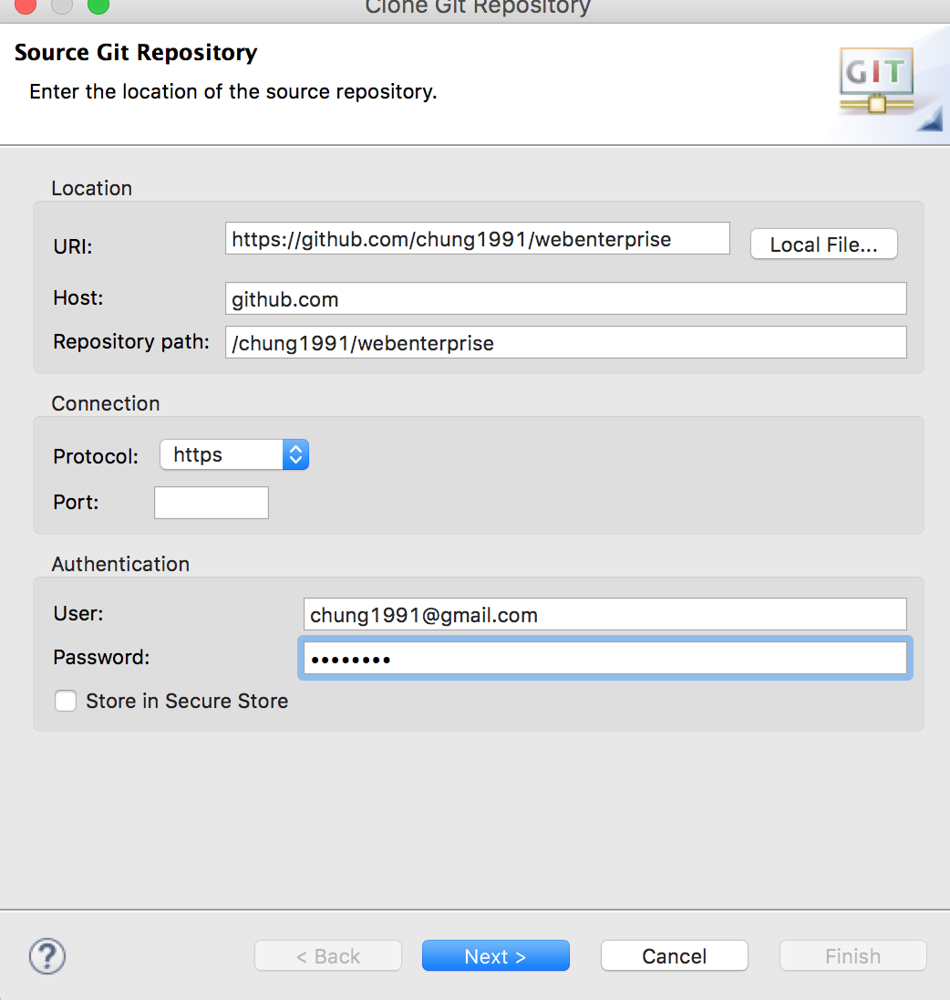 Clone Git Repository
Source Git Repository
Enter the location of the source repository.
GIT
Location
URI: https://github.com/chung1991/webenterprise Local File...
Host: github.com
Repository path: /chung1991/webenterprise
Connection
Protocol: https
Port:
Authentication
User: chung1991@gmail.com
Password: ••••••••
Store in Secure Store
? < Back Next > Cancel Finish